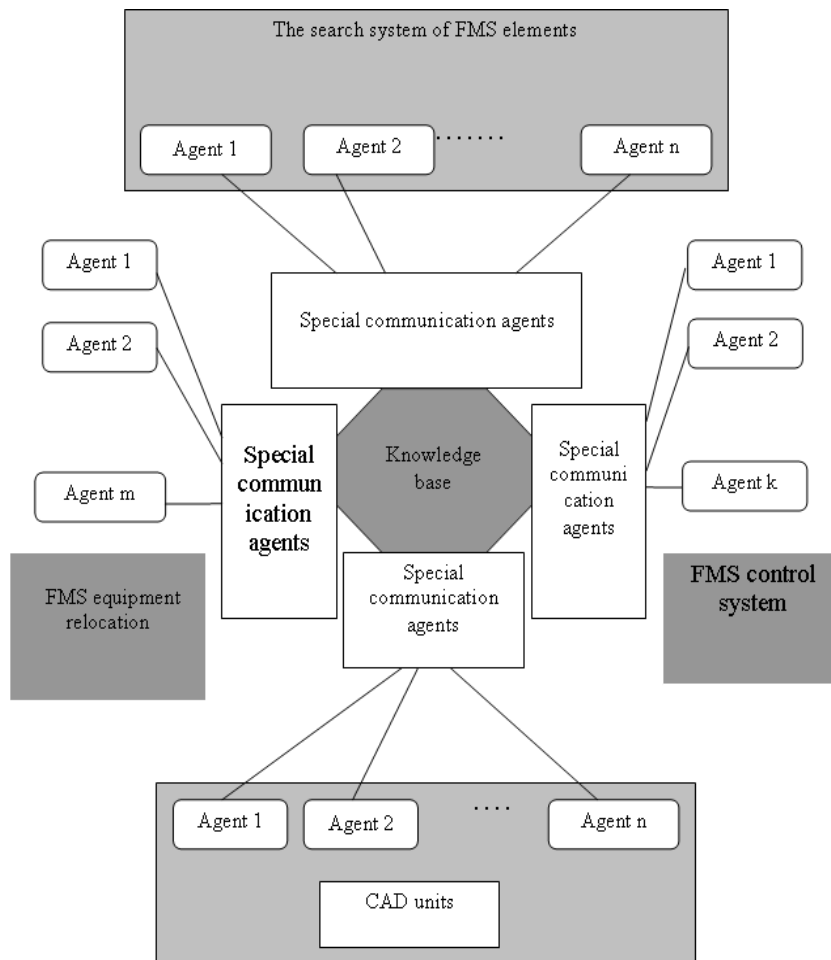 The search system of FMS elements
Agent 1
Agent 2
.......
Agent n
Agent 1
Agent 2
Agent m
Special communication agents
Agent 1
Agent 2
Agent k
Special
commun
ication
agents
Knowledge
base
Special
communi
cation
agents
FMS equipment
relocation
Special
communication
agents
FMS control
system
Agent 1
Agent 2
....
Agent n
CAD units